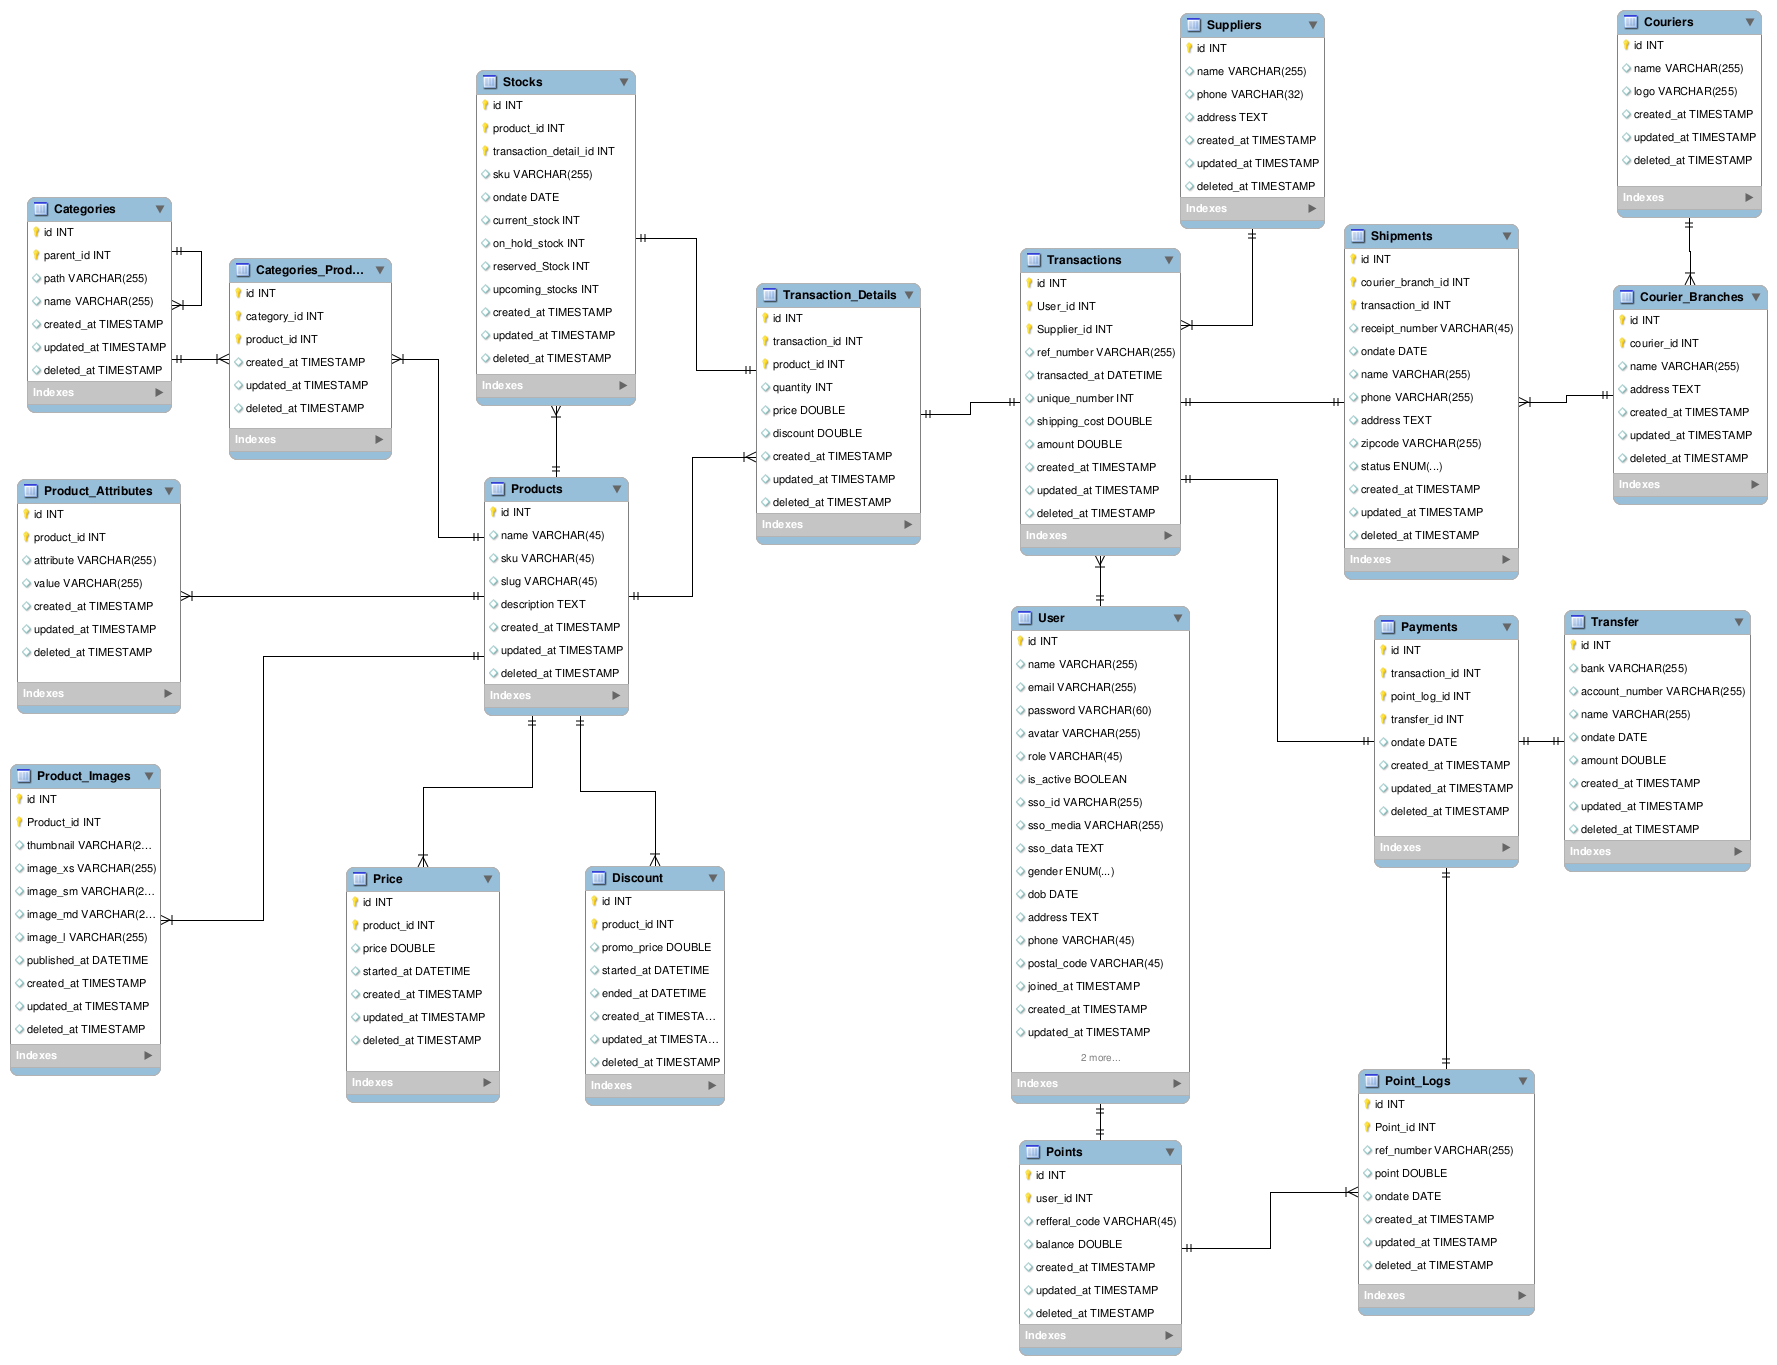 Suppliers
id INT
name VARCHAR(255)
phone VARCHAR(32)
address TEXT
created_at TIMESTAMP
updated_at TIMESTAMP
deleted_at TIMESTAMP
Indexes
Couriers
id INT
name VARCHAR(255)
logo VARCHAR(255)
created_at TIMESTAMP
updated_at TIMESTAMP
deleted_at TIMESTAMP
Indexes
Stocks
id INT
product_id INT
transaction_detail_id INT
sku VARCHAR(255)
ondate DATE
current_stock INT
on_hold_stock INT
reserved_Stock INT
upcoming_stocks INT
created_at TIMESTAMP
updated_at TIMESTAMP
deleted_at TIMESTAMP
Indexes
Categories
id INT
parent_id INT
path VARCHAR(255)
name VARCHAR(255)
created_at TIMESTAMP
updated_at TIMESTAMP
deleted_at TIMESTAMP
Indexes
Categories_Prod...
id INT
category_id INT
product_id INT
created_at TIMESTAMP
updated_at TIMESTAMP
deleted_at TIMESTAMP
Indexes
Transaction_Details
id INT
transaction_id INT
product_id INT
quantity INT
price DOUBLE
discount DOUBLE
created_at TIMESTAMP
updated_at TIMESTAMP
deleted_at TIMESTAMP
Indexes
Transactions
id INT
User_id INT
Supplier_id INT
ref_number VARCHAR(255)
transacted_at DATETIME
unique_number INT
shipping_cost DOUBLE
amount DOUBLE
created_at TIMESTAMP
updated_at TIMESTAMP
deleted_at TIMESTAMP
Indexes
Shipments
id INT
courier_branch_id INT
transaction_id INT
receipt_number VARCHAR(45)
ondate DATE
name VARCHAR(255)
phone VARCHAR(255)
address TEXT
zipcode VARCHAR(255)
status ENUM(...)
created_at TIMESTAMP
updated_at TIMESTAMP
deleted_at TIMESTAMP
Indexes
Courier_Branches
id INT
courier_id INT
name VARCHAR(255)
address TEXT
created_at TIMESTAMP
updated_at TIMESTAMP
deleted_at TIMESTAMP
Indexes
Product_Attributes
id INT
product_id INT
attribute VARCHAR(255)
value VARCHAR(255)
created_at TIMESTAMP
updated_at TIMESTAMP
deleted_at TIMESTAMP
Indexes
Products
id INT
name VARCHAR(45)
sku VARCHAR(45)
slug VARCHAR(45)
description TEXT
created_at TIMESTAMP
updated_at TIMESTAMP
deleted_at TIMESTAMP
Indexes
User
id INT
name VARCHAR(255)
email VARCHAR(255)
password VARCHAR(60)
avatar VARCHAR(255)
role VARCHAR(45)
is_active BOOLEAN
sso_id VARCHAR(255)
sso_media VARCHAR(255)
sso_data TEXT
gender ENUM(...)
dob DATE
address TEXT
phone VARCHAR(45)
postal_code VARCHAR(45)
joined_at TIMESTAMP
created_at TIMESTAMP
updated_at TIMESTAMP
2 more...
Indexes
Payments
id INT
transaction_id INT
point_log_id INT
transfer_id INT
ondate DATE
created_at TIMESTAMP
updated_at TIMESTAMP
deleted_at TIMESTAMP
Indexes
Transfer
id INT
bank VARCHAR(255)
account_number VARCHAR(255)
name VARCHAR(255)
ondate DATE
amount DOUBLE
created_at TIMESTAMP
updated_at TIMESTAMP
deleted_at TIMESTAMP
Indexes
Product_Images
id INT
Product_id INT
thumbnail VARCHAR(2...
image_xs VARCHAR(255)
image_sm VARCHAR(2...
image_md VARCHAR(2...
image_l VARCHAR(255)
published_at DATETIME
created_at TIMESTAMP
updated_at TIMESTAMP
deleted_at TIMESTAMP
Indexes
Price
id INT
product_id INT
price DOUBLE
started_at DATETIME
created_at TIMESTAMP
updated_at TIMESTAMP
deleted_at TIMESTAMP
Indexes
Discount
id INT
product_id INT
promo_price DOUBLE
started_at DATETIME
ended_at DATETIME
created_at TIMESTA...
updated_at TIMESTA...
deleted_at TIMESTAMP
Indexes
Point_Logs
id INT
Point_id INT
ref_number VARCHAR(255)
point DOUBLE
ondate DATE
created_at TIMESTAMP
updated_at TIMESTAMP
deleted_at TIMESTAMP
Indexes
Points
id INT
user_id INT
refferal_code VARCHAR(45)
balance DOUBLE
created_at TIMESTAMP
updated_at TIMESTAMP
deleted_at TIMESTAMP
Indexes